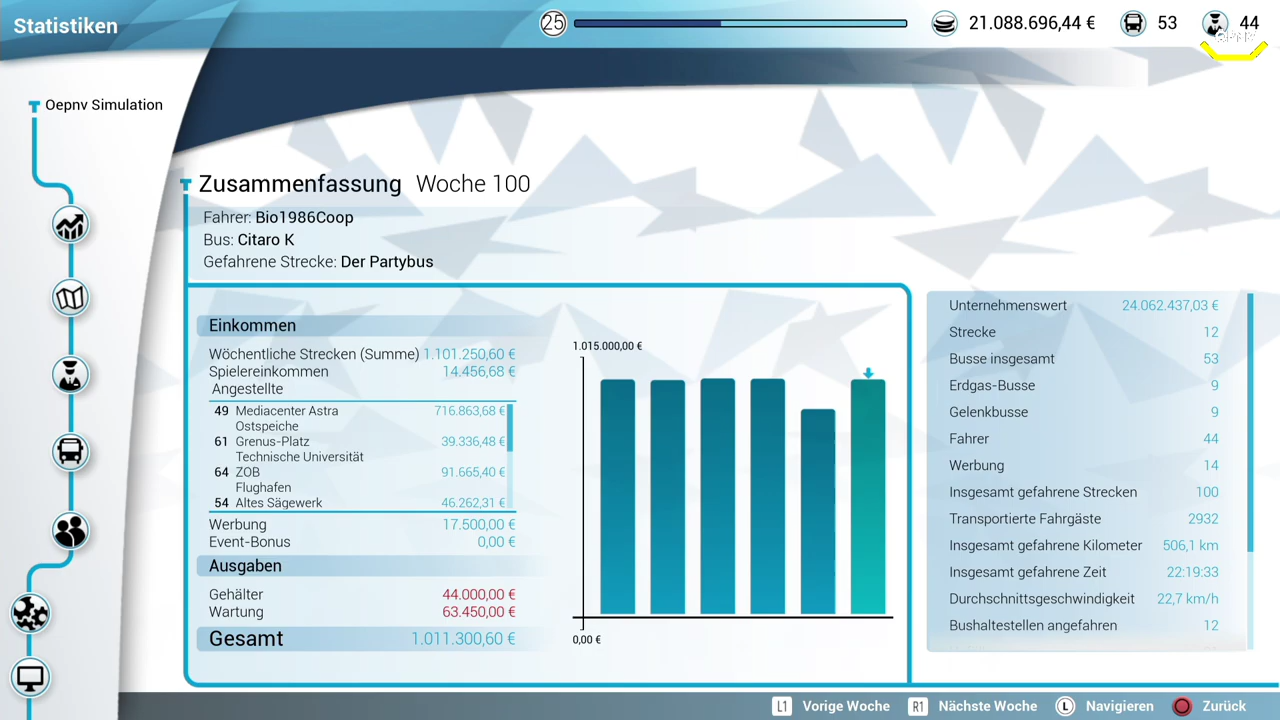 Statistiken
25
21.088.696,44 €
53
44
OPNV
Oepnv Simulation
Zusammenfassung Woche 100
Fahrer: Bio1986Coop
Bus: Citaro K
Gefahrene Strecke: Der Partybus
Einkommen
Wöchentliche Strecken (Summe) 1.101.250,60 €
Spielereinkommen 14.456,68 €
Angestellte
49 Mediacenter Astra 716.863,68 €
Ostspeiche
61 Grenus-Platz 39.336,48 €
Technische Universität
64 ZOB 91.665,40 €
Flughafen
54 Altes Sägewerk 46.262,31 €
Werbung 17.500,00 €
Event-Bonus 0,00 €
Ausgaben
Gehälter 44.000,00 €
Wartung 63.450,00 €
Gesamt 1.011.300,60 €
1.015.000,00 €
0,00 €
Unternehmenswert 24.062.437,03 €
Strecke 12
Busse insgesamt 53
Erdgas-Busse 9
Gelenkbusse 9
Fahrer 44
Werbung 14
Insgesamt gefahrene Strecken 100
Transportierte Fahrgäste 2932
Insgesamt gefahrene Kilometer 506,1 km
Insgesamt gefahrene Zeit 22:19:33
Durchschnittsgeschwindigkeit 22,7 km/h
Bushaltestellen angefahren 12
L1 Vorige Woche R1 Nächste Woche L Navigieren Zurück